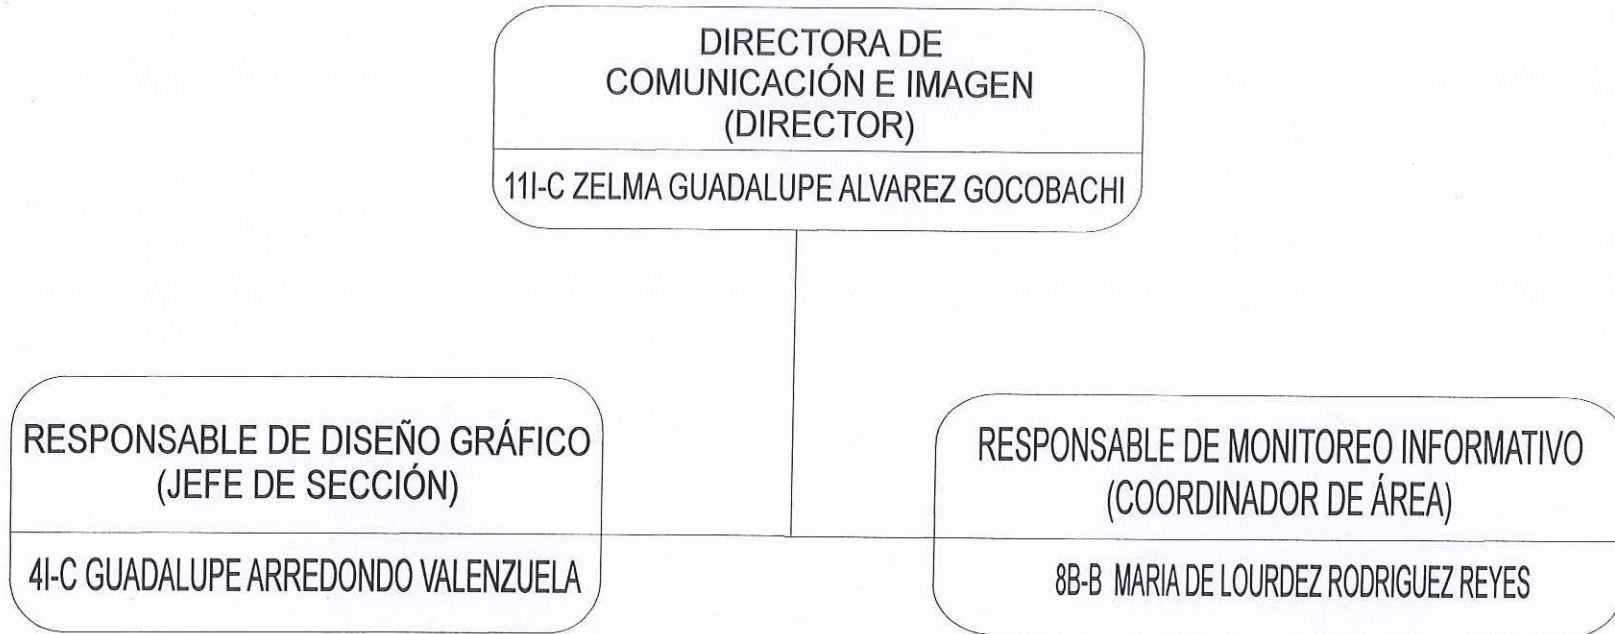 DIRECTORA DE
COMUNICACIÓN E IMAGEN
(DIRECTOR)
11I-C ZELMA GUADALUPE ALVAREZ GOCOBACHI
RESPONSABLE DE DISEÑO GRÁFICO
(JEFE DE SECCIÓN)
4I-C GUADALUPE ARREDONDO VALENZUELA
RESPONSABLE DE MONITOREO INFORMATIVO
(COORDINADOR DE ÁREA)
8B-B MARIA DE LOURDEZ RODRIGUEZ REYES